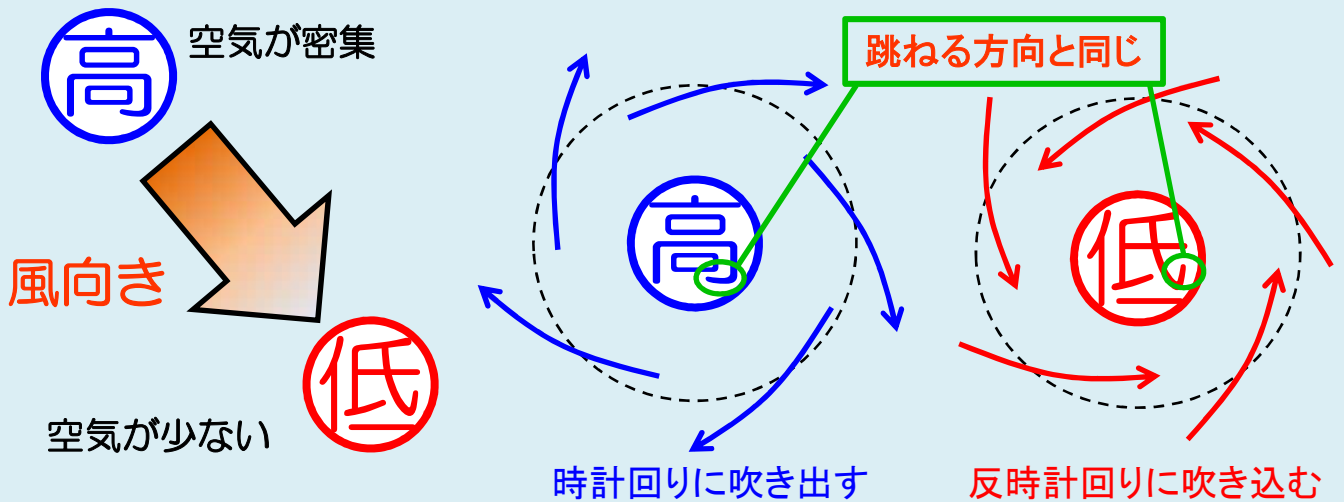 高
空気が密集
風向き
低
空気が少ない
跳ねる方向と同じ
高
低
時計回りに吹き出す
反時計回りに吹き込む